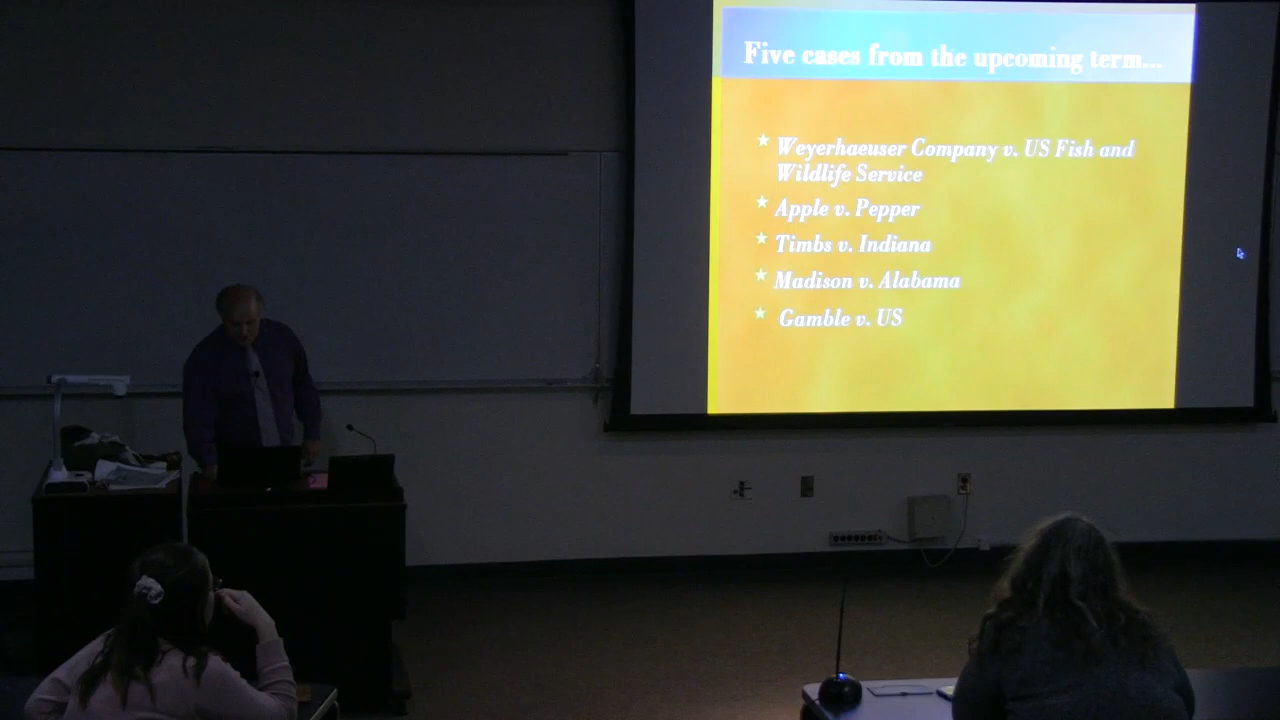 Five cases from the upcoming term...
Weyerhaeuser Company v. US Fish and
Wildlife Service
Apple v. Pepper
Timbs v. Indiana
Madison v. Alabama
Gamble v. US